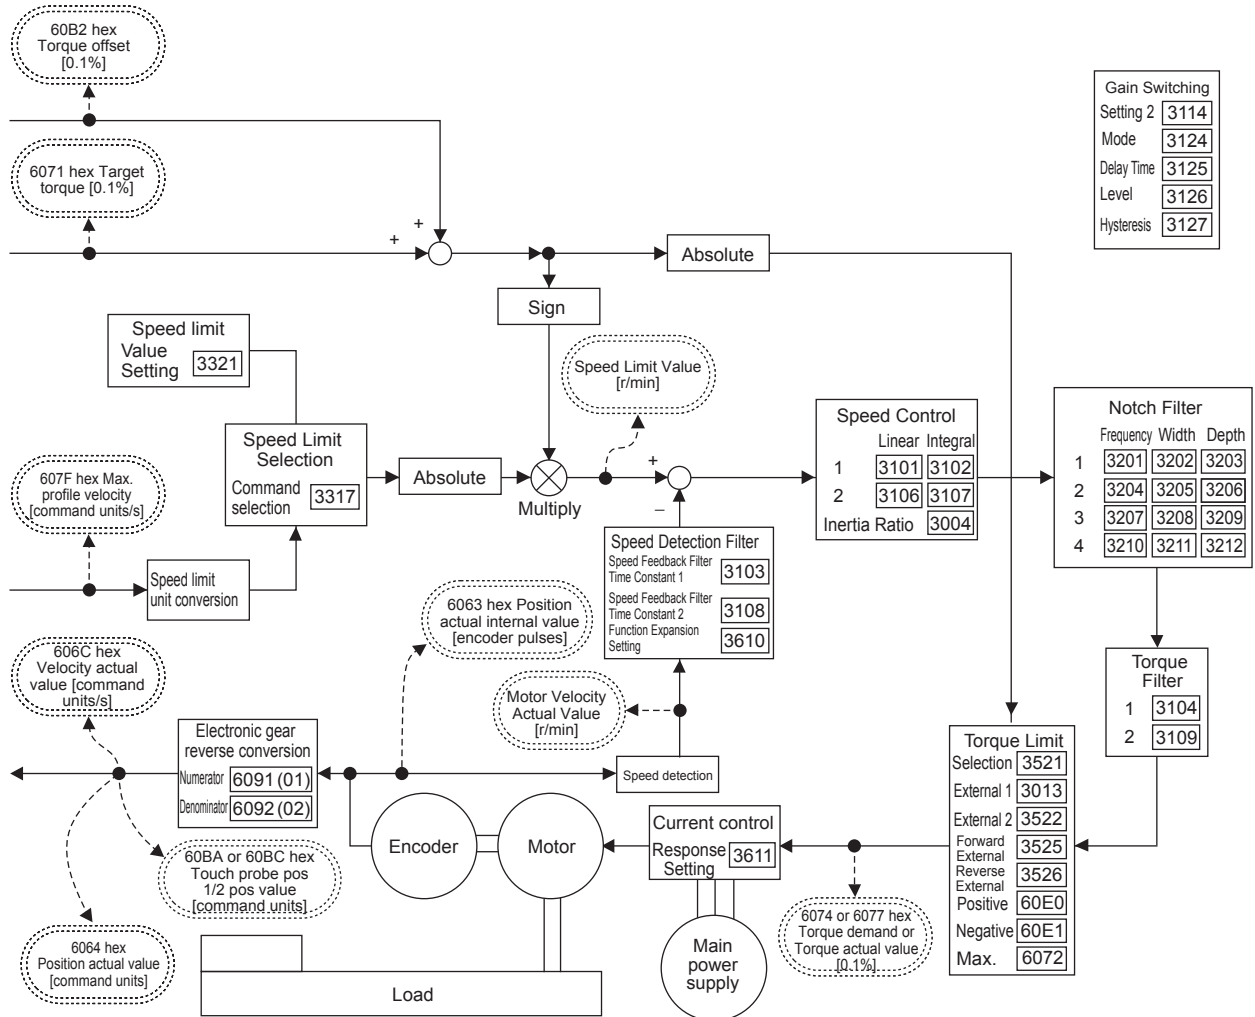 60B2 hex
Torque offset
[0.1%]
6071 hex Target
torque [0.1%]
+
+
Absolute
Sign
Gain Switching
Setting 2 3114
Mode 3124
Delay Time 3125
Level 3126
Hysteresis 3127
Speed limit
Value
Setting 3321
Speed Limit Value
[r/min]
Speed Limit
Selection
Command
selection 3317
Absolute
Multiply
+
−
Speed Control
Linear Integral
1 3101 3102
2 3106 3107
Inertia Ratio 3004
Notch Filter
Frequency Width Depth
1 3201 3202 3203
2 3204 3205 3206
3 3207 3208 3209
4 3210 3211 3212
607F hex Max.
profile velocity
[command units/s]
Speed limit
unit conversion
Speed Detection Filter
Speed Feedback Filter
Time Constant 1 3103
Speed Feedback Filter
Time Constant 2 3108
Function Expansion
Setting 3610
6063 hex Position
actual internal value
[encoder pulses]
606C hex
Velocity actual
value [command
units/s]
Motor Velocity
Actual Value
[r/min]
Torque
Filter
1 3104
2 3109
Electronic gear
reverse conversion
Numerator 6091 (01)
Denominator 6092 (02)
Speed detection
Torque Limit
Selection 3521
External 1 3013
External 2 3522
Forward
External 3525
Reverse
External 3526
Positive 60E0
Negative 60E1
Max. 6072
Encoder
Motor
Current control
Response
Setting 3611
60BA or 60BC hex
Touch probe pos
1/2 pos value
[command units]
6074 or 6077 hex
Torque demand or
Torque actual value
[0.1%]
6064 hex
Position actual value
[command units]
Main
power
supply
Load